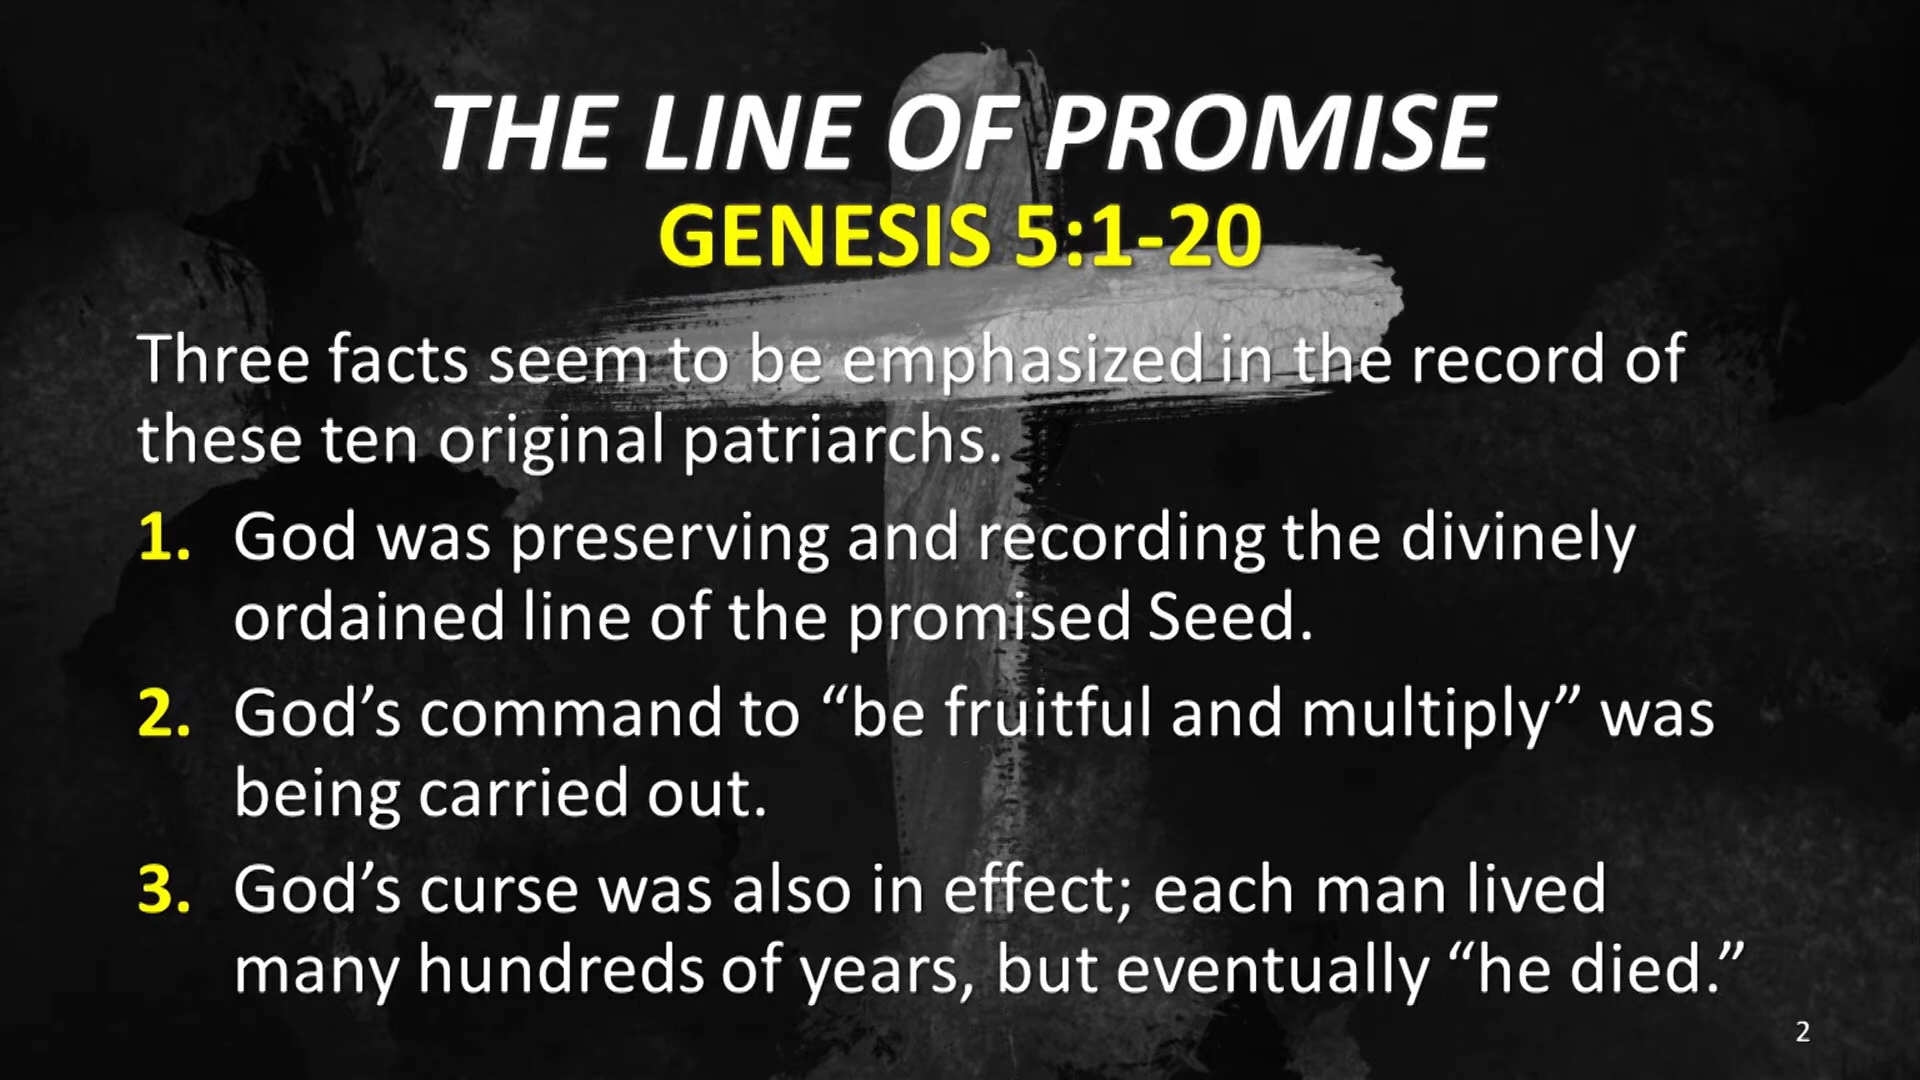 THE LINE OF PROMISE
GENESIS 5:1-20
Three facts seem to be emphasized in the record of
these ten original patriarchs.
1. God was preserving and recording the divinely
ordained line of the promised Seed.
2. God’s command to “be fruitful and multiply” was
being carried out.
3. God’s curse was also in effect; each man lived
many hundreds of years, but eventually “he died.”
2